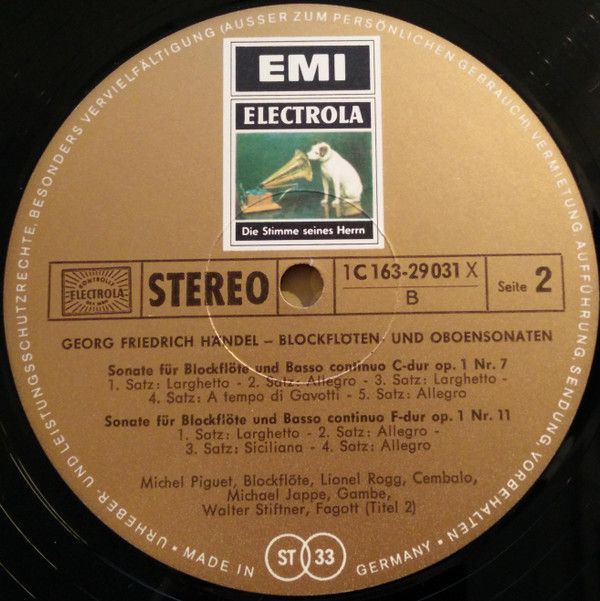 URHEBER- UND LEISTUNGSSCHUTZRECHTE, BESONDERS VERVIELFÄLTIGUNG (AUSSER ZUM PERSÖNLICHEN GEBRAUCH), VERMIETUNG, AUFFÜHRUNG, SENDUNG, VORBEHALTEN
EMI
ELECTROLA
Die Stimme seines Herrn
ELECTROLA
STEREO
1C 163-29 031 X
B
Seite 2
GEORG FRIEDRICH HÄNDEL – BLOCKFLÖTEN- UND OBOENSONATEN
Sonate für Blockflöte und Basso continuo C-dur op. 1 Nr. 7
1. Satz: Larghetto - 2. Satz: Allegro - 3. Satz: Larghetto -
4. Satz: A tempo di Gavotti - 5. Satz: Allegro
Sonate für Blockflöte und Basso continuo F-dur op. 1 Nr. 11
1. Satz: Larghetto - 2. Satz: Allegro -
3. Satz: Siciliana - 4. Satz: Allegro
Michel Piguet, Blockflöte, Lionel Rogg, Cembalo,
Michael Jappe, Gambe,
Walter Stiftner, Fagott (Titel 2)
• MADE IN GERMANY •
ST 33